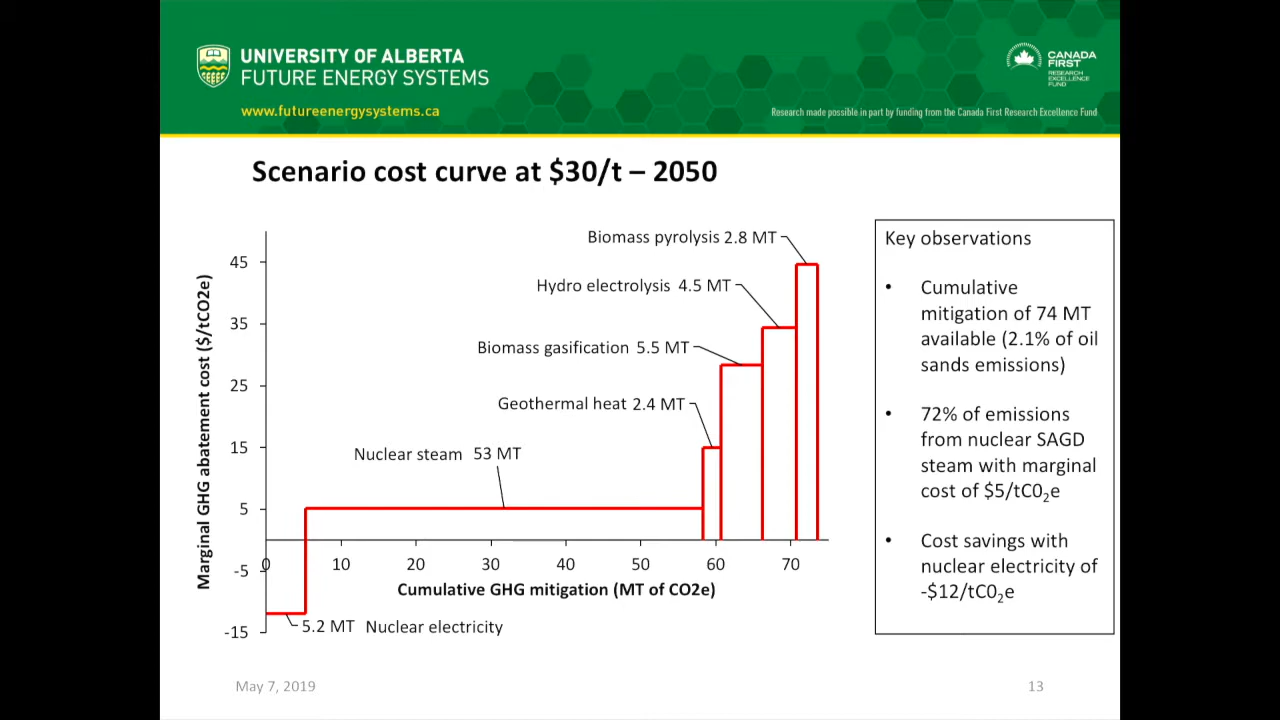 UNIVERSITY OF ALBERTA
FUTURE ENERGY SYSTEMS
www.futureenergysystems.ca
CANADA
FIRST
RESEARCH
EXCELLENCE
FUND
Research made possible in part by funding from the Canada First Research Excellence Fund
Scenario cost curve at $30/t – 2050
Marginal GHG abatement cost ($/tCO2e)
45
35
25
15
5
-5
-15
Biomass pyrolysis 2.8 MT
Hydro electrolysis 4.5 MT
Biomass gasification 5.5 MT
Geothermal heat 2.4 MT
Nuclear steam 53 MT
0 10 20 30 40 50 60 70
Cumulative GHG mitigation (MT of CO2e)
5.2 MT Nuclear electricity
Key observations
• Cumulative
mitigation of 74 MT
available (2.1% of oil
sands emissions)
• 72% of emissions
from nuclear SAGD
steam with marginal
cost of $5/tC0₂e
• Cost savings with
nuclear electricity of
-$12/tC0₂e
May 7, 2019
13